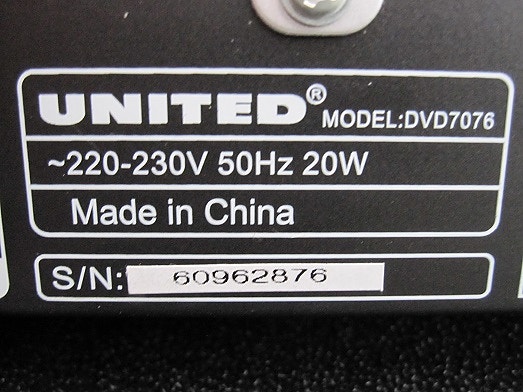 UNITED® MODEL:DVD7076
~220-230V 50Hz 20W
Made in China
S/N: 60962876